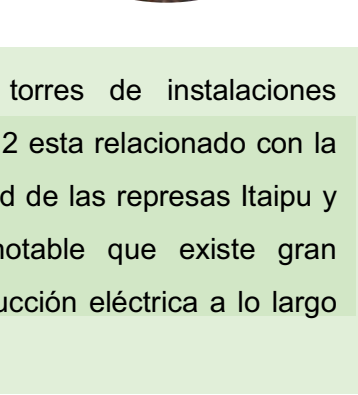 torres de instalaciones
2 esta relacionado con la
d de las represas Itaipu y
notable que existe gran
ucción eléctrica a lo largo